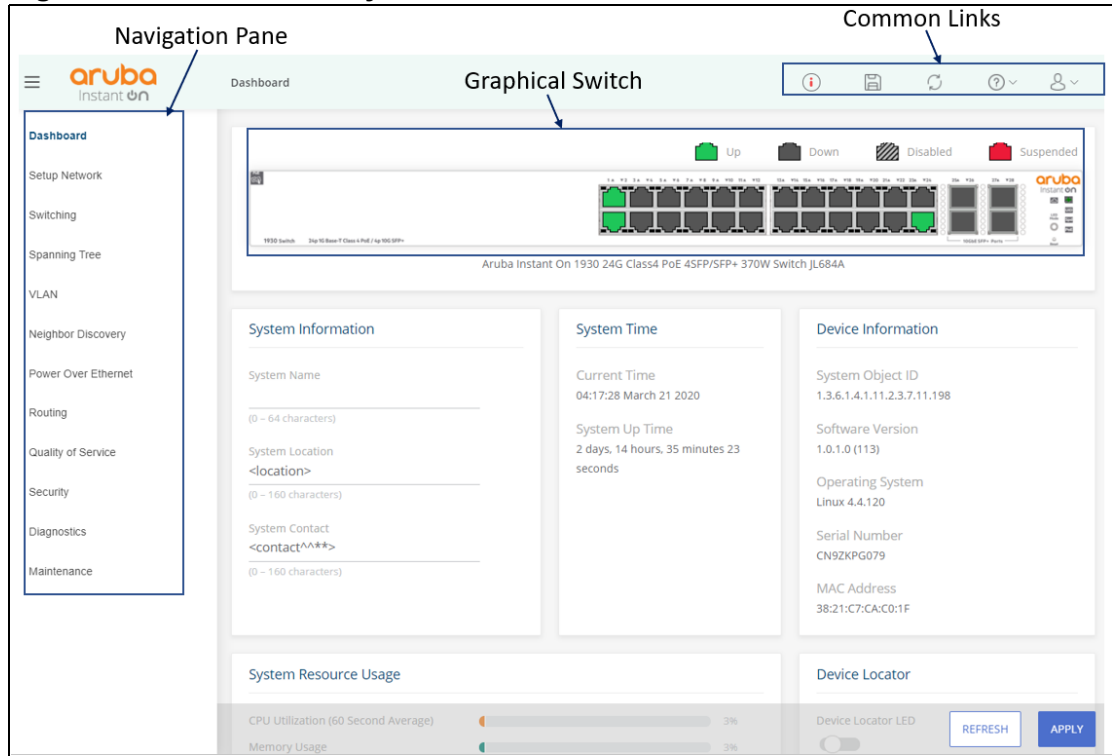 Common Links
Navigation Pane
Graphical Switch
aruba
Instant On
Dashboard
Dashboard
Setup Network
Switching
Spanning Tree
VLAN
Neighbor Discovery
Power Over Ethernet
Routing
Quality of Service
Security
Diagnostics
Maintenance
Up Down Disabled Suspended
aruba
Instant On
1930 Switch
Aruba Instant On 1930 24G Class4 PoE 4SFP/SFP+ 370W Switch JL684A
System Information
System Name
(0 – 64 characters)
System Location
<location>
(0 – 160 characters)
System Contact
<contact^^**>
(0 – 160 characters)
System Time
Current Time
04:17:28 March 21 2020
System Up Time
2 days, 14 hours, 35 minutes 23
seconds
Device Information
System Object ID
1.3.6.1.4.1.11.2.3.7.11.198
Software Version
1.0.1.0 (113)
Operating System
Linux 4.4.120
Serial Number
CN9ZKPG079
MAC Address
38:21:C7:CA:C0:1F
System Resource Usage
CPU Utilization (60 Second Average) 3%
Memory Usage 3%
Device Locator
Device Locator LED
REFRESH APPLY